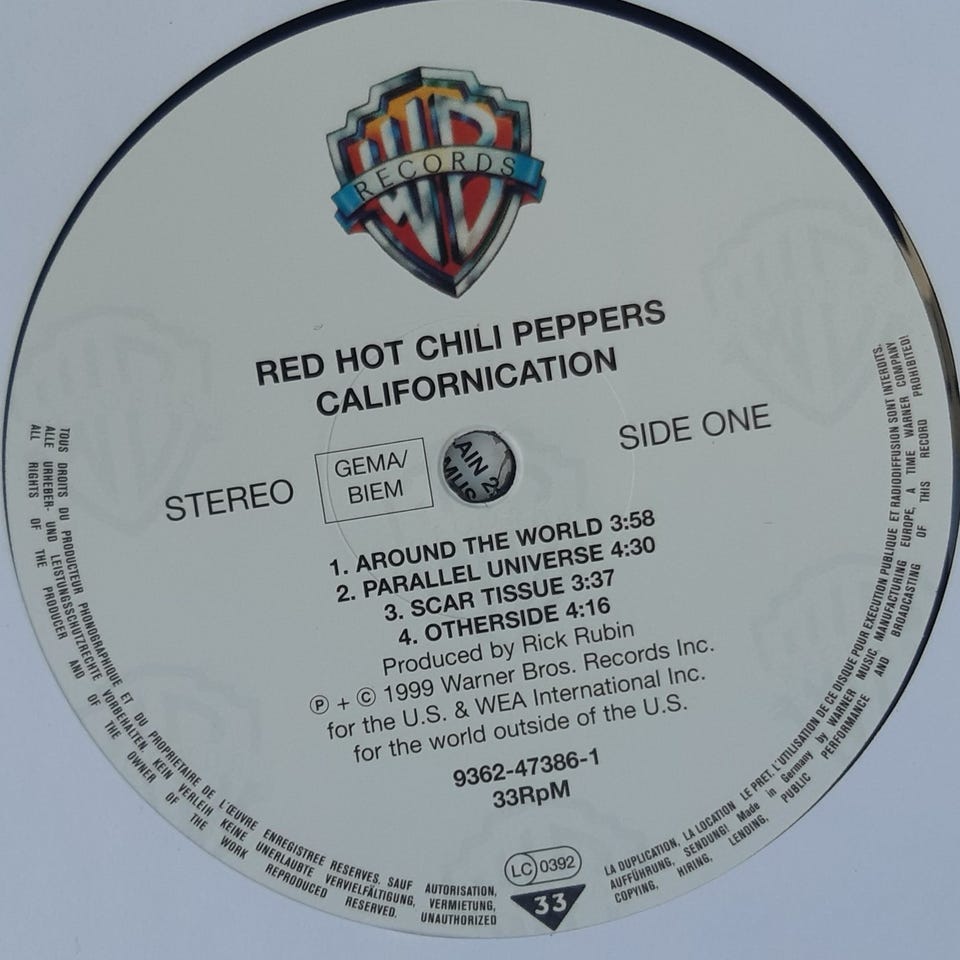 WB
RECORDS
RED HOT CHILI PEPPERS
CALIFORNICATION
STEREO
GEMA/
BIEM
AIN 2
MUS
SIDE ONE
1. AROUND THE WORLD 3:58
2. PARALLEL UNIVERSE 4:30
3. SCAR TISSUE 3:37
4. OTHERSIDE 4:16
Produced by Rick Rubin
℗ + © 1999 Warner Bros. Records Inc.
for the U.S. & WEA International Inc.
for the world outside of the U.S.
9362-47386-1
33RpM
LC 0392
33
TOUS DROITS DU PRODUCTEUR PHONOGRAPHIQUE ET DU PROPRIETAIRE DE L'ŒUVRE ENREGISTREE RESERVES. SAUF AUTORISATION,
ALLE URHEBER- UND LEISTUNGSSCHUTZRECHTE VORBEHALTEN. KEIN VERLEIH KEINE UNERLAUBTE VERVIELFÄLTIGUNG, VERMIETUNG,
ALL RIGHTS OF THE PRODUCER AND OF THE OWNER OF THE WORK REPRODUCED RESERVED. UNAUTHORIZED
LA DUPLICATION, LA LOCATION LE PRET, L'UTILISATION DE CE DISQUE POUR EXECUTION PUBLIQUE ET RADIODIFFUSION SONT INTERDITS.
AUFFÜHRUNG, SENDUNG! Made in Germany by WARNER MUSIC MANUFACTURING EUROPE, A TIME WARNER COMPANY
COPYING, HIRING, LENDING, PUBLIC PERFORMANCE AND BROADCASTING OF THIS RECORD PROHIBITED!